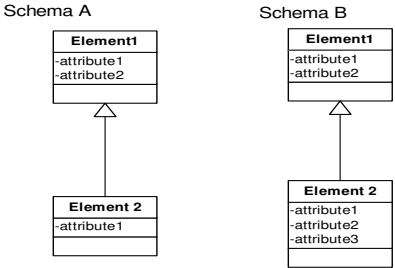 Schema A
Element1
-attribute1
-attribute2
Element 2
-attribute1
Schema B
Element1
-attribute1
-attribute2
Element 2
-attribute1
-attribute2
-attribute3